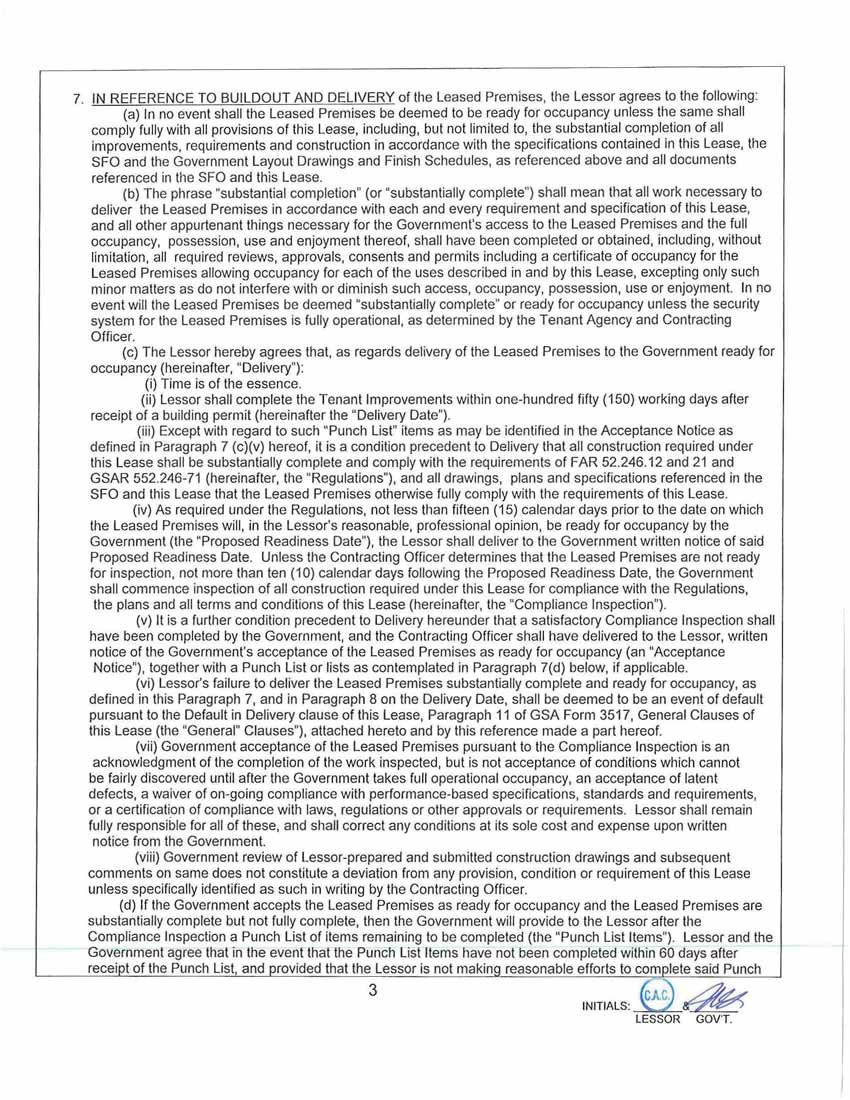 7. IN REFERENCE TO BUILDOUT AND DELIVERY of the Leased Premises, the Lessor agrees to the following:
(a) In no event shall the Leased Premises be deemed to be ready for occupancy unless the same shall
comply fully with all provisions of this Lease, including, but not limited to, the substantial completion of all
improvements, requirements and construction in accordance with the specifications contained in this Lease, the
SFO and the Government Layout Drawings and Finish Schedules, as referenced above and all documents
referenced in the SFO and this Lease.
(b) The phrase "substantial completion" (or "substantially complete") shall mean that all work necessary to
deliver the Leased Premises in accordance with each and every requirement and specification of this Lease,
and all other appurtenant things necessary for the Government's access to the Leased Premises and the full
occupancy, possession, use and enjoyment thereof, shall have been completed or obtained, including, without
limitation, all required reviews, approvals, consents and permits including a certificate of occupancy for the
Leased Premises allowing occupancy for each of the uses described in and by this Lease, excepting only such
minor matters as do not interfere with or diminish such access, occupancy, possession, use or enjoyment. In no
event will the Leased Premises be deemed "substantially complete" or ready for occupancy unless the security
system for the Leased Premises is fully operational, as determined by the Tenant Agency and Contracting
Officer.
(c) The Lessor hereby agrees that, as regards delivery of the Leased Premises to the Government ready for
occupancy (hereinafter, "Delivery"):
(i) Time is of the essence.
(ii) Lessor shall complete the Tenant Improvements within one-hundred fifty (150) working days after
receipt of a building permit (hereinafter the "Delivery Date").
(iii) Except with regard to such "Punch List" items as may be identified in the Acceptance Notice as
defined in Paragraph 7 (c)(v) hereof, it is a condition precedent to Delivery that all construction required under
this Lease shall be substantially complete and comply with the requirements of FAR 52.246.12 and 21 and
GSAR 552.246-71 (hereinafter, the "Regulations"), and all drawings, plans and specifications referenced in the
SFO and this Lease that the Leased Premises otherwise fully comply with the requirements of this Lease.
(iv) As required under the Regulations, not less than fifteen (15) calendar days prior to the date on which
the Leased Premises will, in the Lessor's reasonable, professional opinion, be ready for occupancy by the
Government (the "Proposed Readiness Date"), the Lessor shall deliver to the Government written notice of said
Proposed Readiness Date. Unless the Contracting Officer determines that the Leased Premises are not ready
for inspection, not more than ten (10) calendar days following the Proposed Readiness Date, the Government
shall commence inspection of all construction required under this Lease for compliance with the Regulations,
the plans and all terms and conditions of this Lease (hereinafter, the "Compliance Inspection").
(v) It is a further condition precedent to Delivery hereunder that a satisfactory Compliance Inspection shall
have been completed by the Government, and the Contracting Officer shall have delivered to the Lessor, written
notice of the Government's acceptance of the Leased Premises as ready for occupancy (an "Acceptance
Notice"), together with a Punch List or lists as contemplated in Paragraph 7(d) below, if applicable.
(vi) Lessor's failure to deliver the Leased Premises substantially complete and ready for occupancy, as
defined in this Paragraph 7, and in Paragraph 8 on the Delivery Date, shall be deemed to be an event of default
pursuant to the Default in Delivery clause of this Lease, Paragraph 11 of GSA Form 3517, General Clauses of
this Lease (the "General" Clauses"), attached hereto and by this reference made a part hereof.
(vii) Government acceptance of the Leased Premises pursuant to the Compliance Inspection is an
acknowledgment of the completion of the work inspected, but is not acceptance of conditions which cannot
be fairly discovered until after the Government takes full operational occupancy, an acceptance of latent
defects, a waiver of on-going compliance with performance-based specifications, standards and requirements,
or a certification of compliance with laws, regulations or other approvals or requirements. Lessor shall remain
fully responsible for all of these, and shall correct any conditions at its sole cost and expense upon written
notice from the Government.
(viii) Government review of Lessor-prepared and submitted construction drawings and subsequent
comments on same does not constitute a deviation from any provision, condition or requirement of this Lease
unless specifically identified as such in writing by the Contracting Officer.
(d) If the Government accepts the Leased Premises as ready for occupancy and the Leased Premises are
substantially complete but not fully complete, then the Government will provide to the Lessor after the
Compliance Inspection a Punch List of items remaining to be completed (the "Punch List Items"). Lessor and the
Government agree that in the event that the Punch List Items have not been completed within 60 days after
receipt of the Punch List, and provided that the Lessor is not making reasonable efforts to complete said Punch
3
INITIALS: C.A.C. &
LESSOR GOV'T.